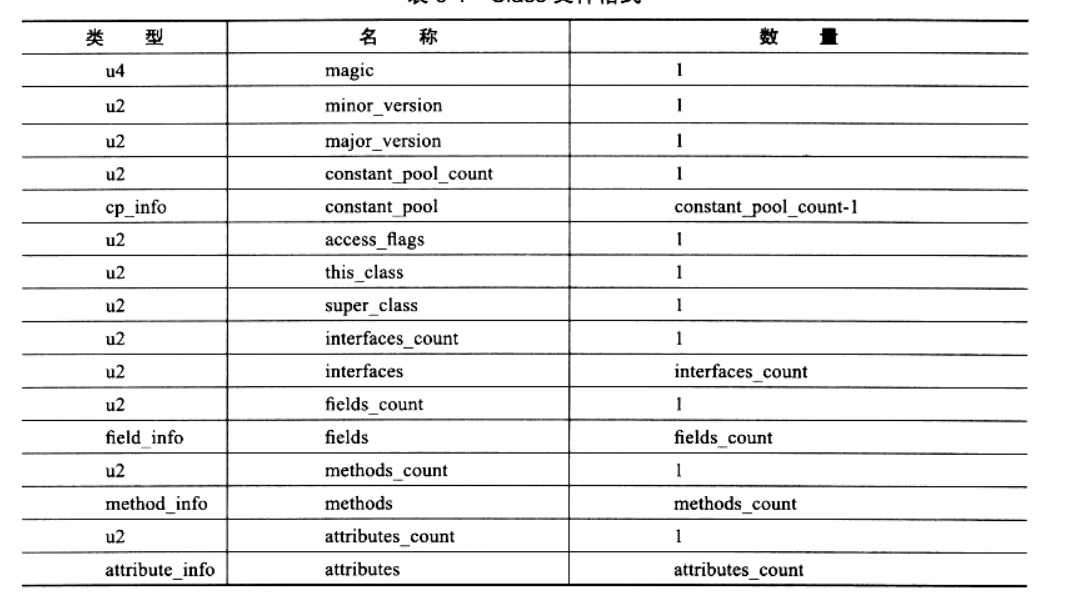 类 型 名 称 数 量
u4 magic 1
u2 minor_version 1
u2 major_version 1
u2 constant_pool_count 1
cp_info constant_pool constant_pool_count-1
u2 access_flags 1
u2 this_class 1
u2 super_class 1
u2 interfaces_count 1
u2 interfaces interfaces_count
u2 fields_count 1
field_info fields fields_count
u2 methods_count 1
method_info methods methods_count
u2 attributes_count 1
attribute_info attributes attributes_count